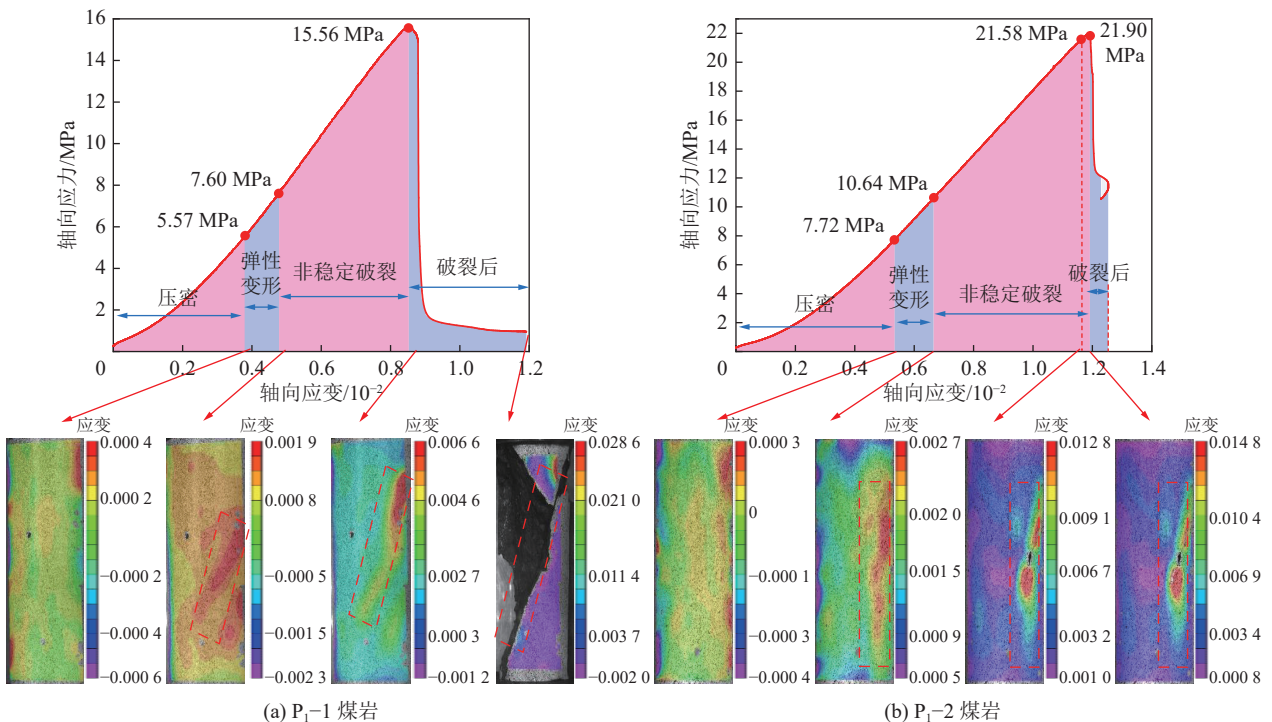 16
14
12
10
8
6
4
2
轴向应力/MPa
15.56 MPa
7.60 MPa
5.57 MPa
压密
弹性
变形
非稳定破裂
破裂后
0
0.2
0.4
0.6
0.8
1.0
1.2
轴向应变/10⁻²
22
20
18
16
14
12
10
8
6
4
2
轴向应力/MPa
21.58 MPa
21.90
MPa
10.64 MPa
7.72 MPa
压密
弹性
变形
非稳定破裂
破裂后
0
0.2
0.4
0.6
0.8
1.0
1.2
1.4
轴向应变/10⁻²
应变
0.000 4
0.000 2
−0.000 2
−0.000 4
−0.000 6
应变
0.001 9
0.000 8
−0.000 5
−0.001 5
−0.002 3
应变
0.006 6
0.004 6
0.002 7
0.000 3
−0.001 2
应变
0.028 6
0.021 0
0.011 4
0.003 7
−0.002 0
应变
0.000 3
0
−0.000 1
−0.000 3
−0.000 4
应变
0.002 7
0.002 0
0.001 5
0.000 9
0.000 5
应变
0.012 8
0.009 1
0.006 5
0.003 2
0.001 0
应变
0.014 8
0.010 4
0.006 9
0.003 4
0.000 8
(a) P₁−1 煤岩
(b) P₁−2 煤岩